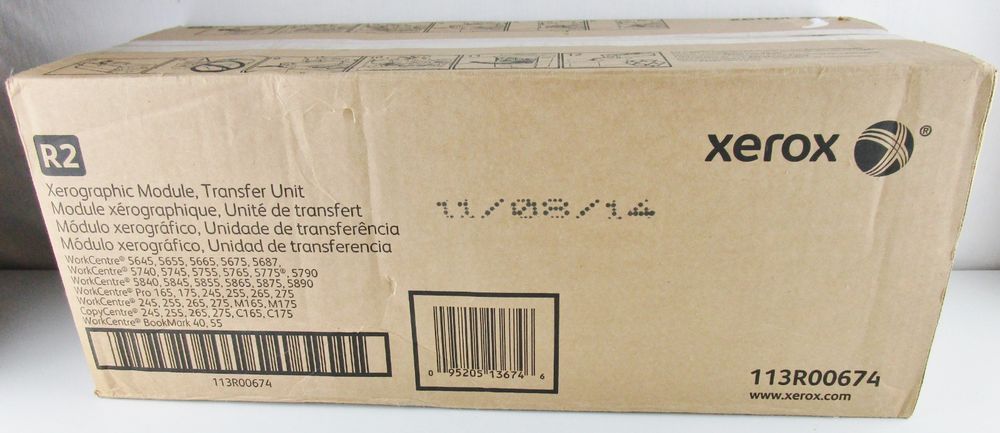 xerox
R2
xerox ®
Xerographic Module, Transfer Unit
Module xérographique, Unité de transfert
Módulo xerográfico, Unidade de transferência
Módulo xerográfico, Unidad de transferencia
11/08/14
WorkCentre® 5645, 5655, 5665, 5675, 5687,
WorkCentre® 5740, 5745, 5755, 5765, 5775®, 5790
WorkCentre® 5840, 5845, 5855, 5865, 5875, 5890
WorkCentre® Pro 165, 175, 245, 255, 265, 275
WorkCentre® 245, 255, 265, 275, M165, M175
CopyCentre® 245, 255, 265, 275, C165, C175
WorkCentre® BookMark 40, 55
113R00674
0 95205 13674 6
113R00674
www.xerox.com